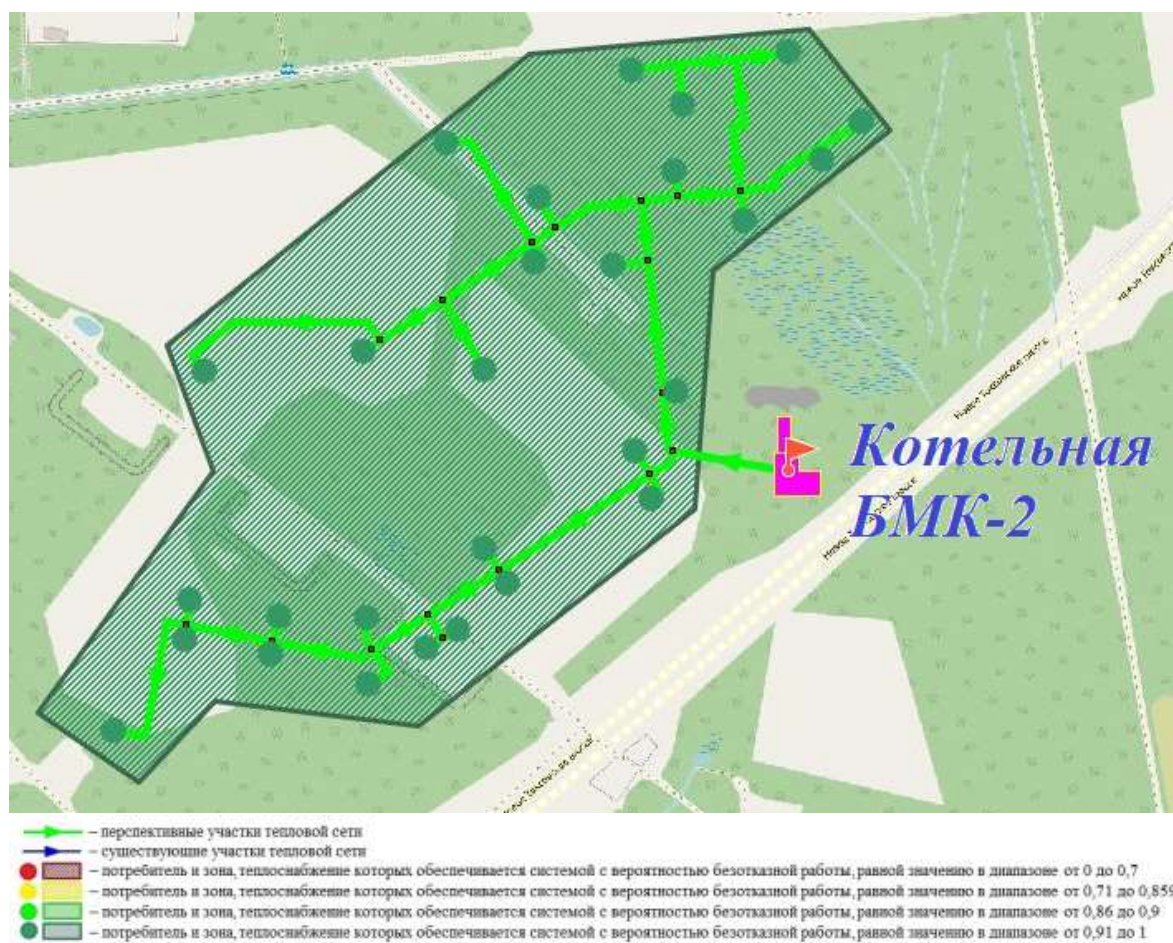 Котельная
БМК-2
– перспективные участки тепловой сети
– существующие участки тепловой сети
– потребитель и зона, теплоснабжение которых обеспечивается системой с вероятностью безотказной работы, равной значению в диапазоне от 0 до 0,7
– потребитель и зона, теплоснабжение которых обеспечивается системой с вероятностью безотказной работы, равной значению в диапазоне от 0,71 до 0,859
– потребитель и зона, теплоснабжение которых обеспечивается системой с вероятностью безотказной работы, равной значению в диапазоне от 0,86 до 0,9
– потребитель и зона, теплоснабжение которых обеспечивается системой с вероятностью безотказной работы, равной значению в диапазоне от 0,91 до 1